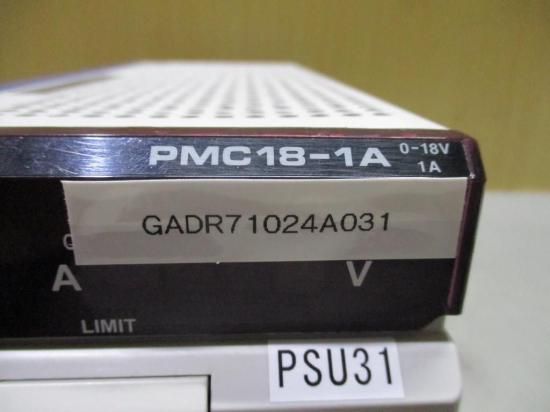 PMC18-1A 0-18V
1A
GADR71024A031
A V
LIMIT
PSU31